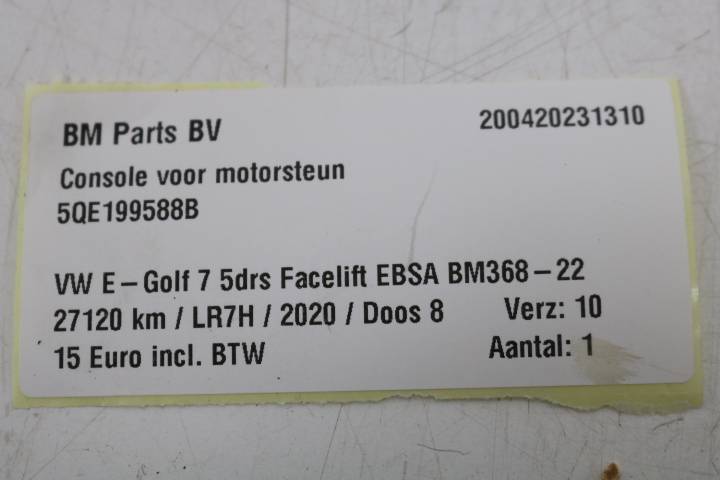 BM Parts BV 200420231310
Console voor motorsteun
5QE199588B
VW E-Golf 7 5drs Facelift EBSA BM368-22
27120 km / LR7H / 2020 / Doos 8 Verz: 10
15 Euro incl. BTW Aantal: 1